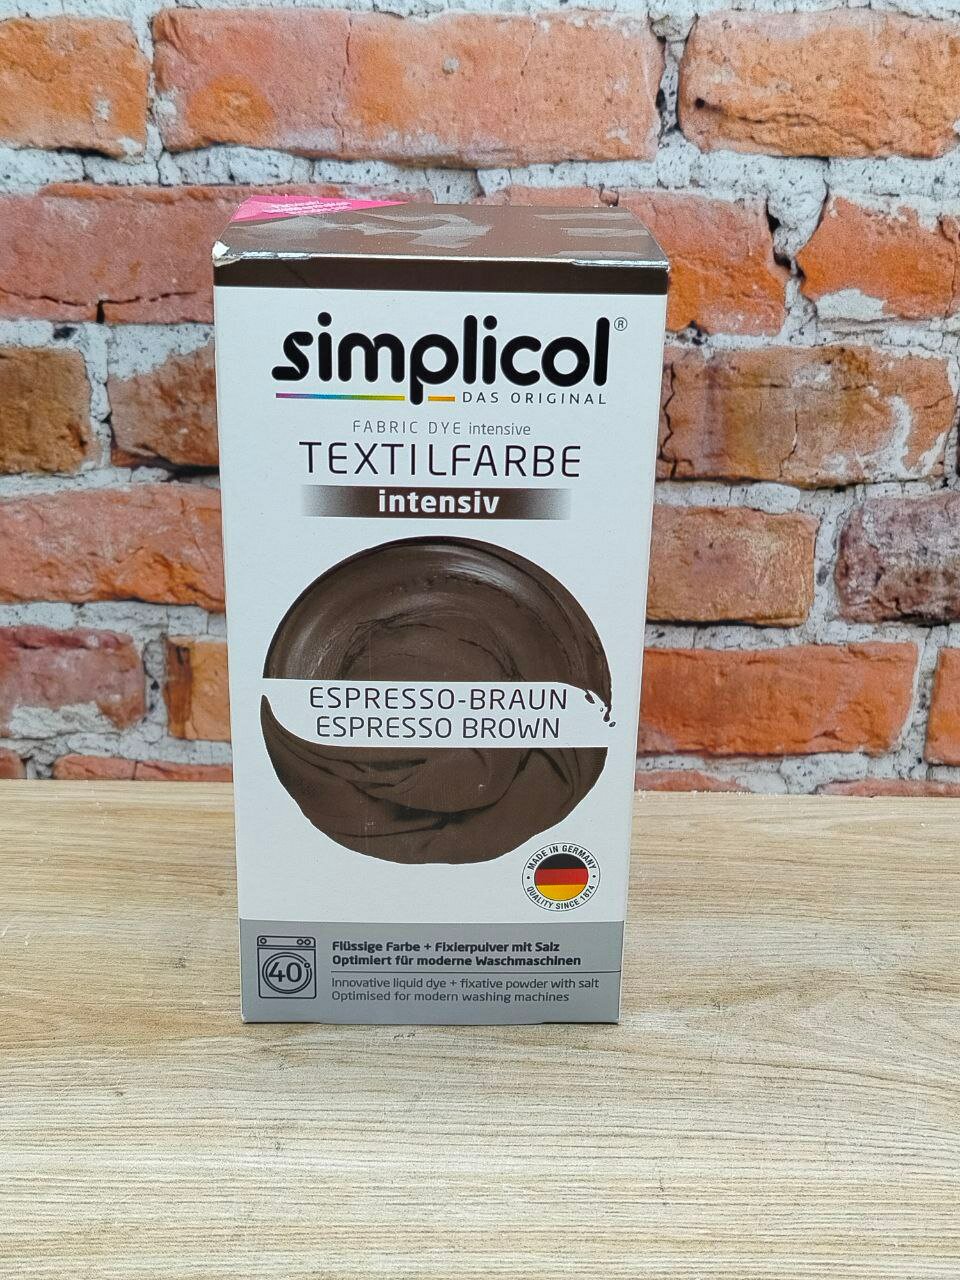 simplicol®
DAS ORIGINAL
FABRIC DYE intensive
TEXTILFARBE
intensiv
ESPRESSO-BRAUN
ESPRESSO BROWN
MADE IN GERMANY
QUALITY SINCE 1874
40°
Flüssige Farbe + Fixierpulver mit Salz
Optimiert für moderne Waschmaschinen
Innovative liquid dye + fixative powder with salt
Optimised for modern washing machines